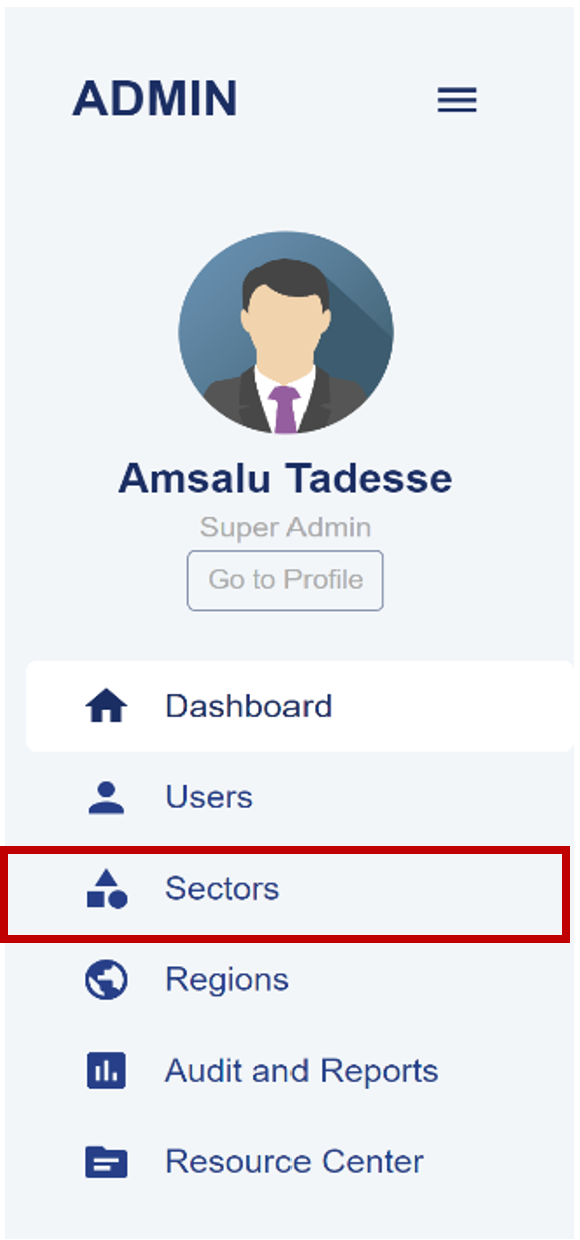 ADMIN
Amsalu Tadesse
Super Admin
Go to Profile
Dashboard
Users
Sectors
Regions
Audit and Reports
Resource Center